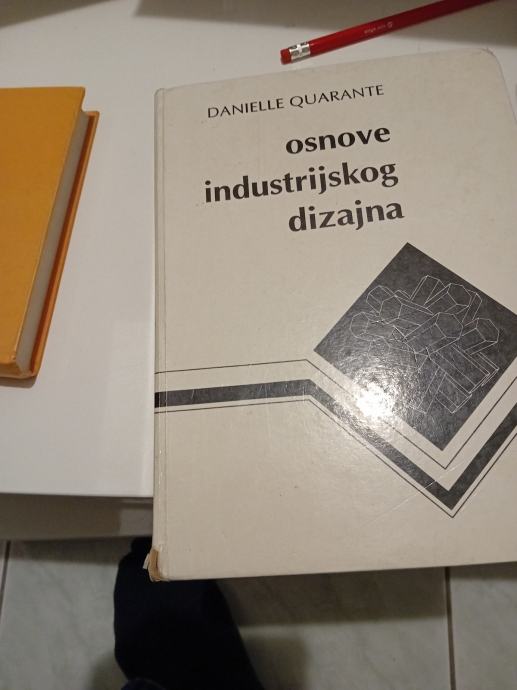 DANIELLE QUARANTE
osnove
industrijskog
dizajna